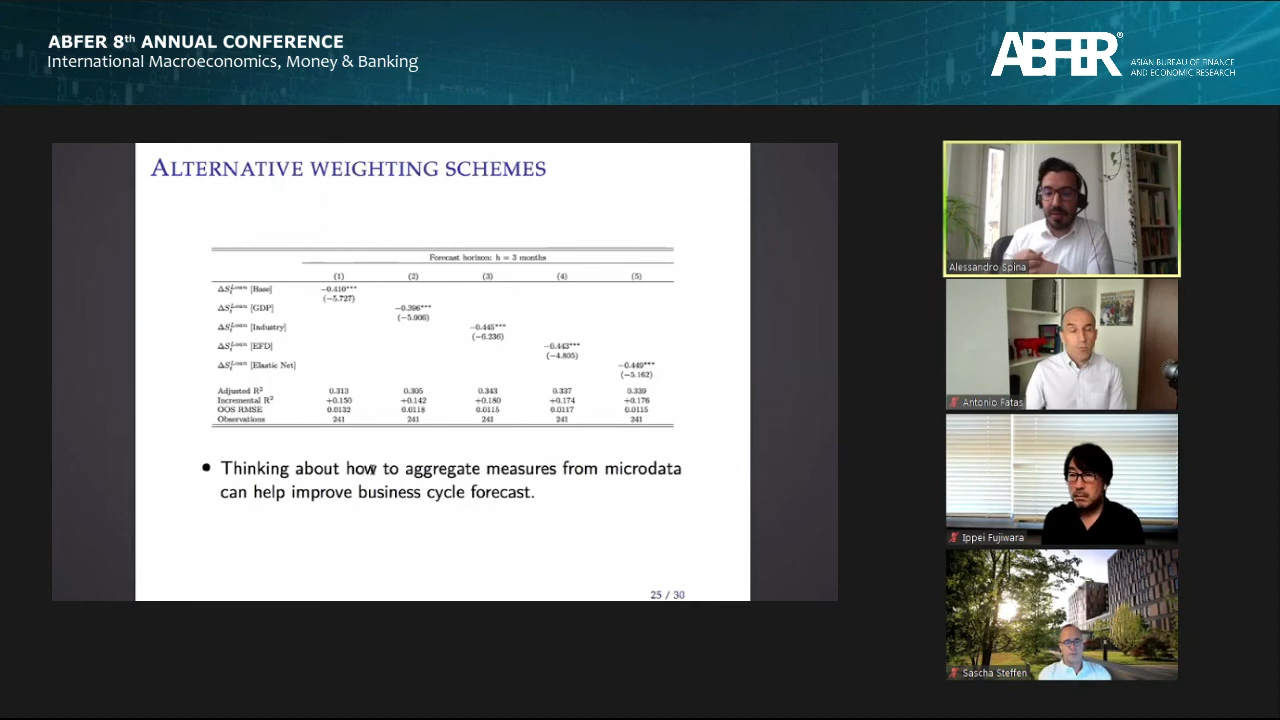 ABFER 8th ANNUAL CONFERENCE
International Macroeconomics, Money & Banking
ABFER®
ASIAN BUREAU OF FINANCE
AND ECONOMIC RESEARCH
ALTERNATIVE WEIGHTING SCHEMES
Forecast horizon: h = 3 months
(1) (2) (3) (4) (5)
ΔS_t^Loan [Base] −0.410***
(−5.727)
ΔS_t^Loan [GDP] −0.396***
(−5.006)
ΔS_t^Loan [Industry] −0.445***
(−6.236)
ΔS_t^Loan [EFD] −0.443***
(−4.805)
ΔS_t^Loan [Elastic Net] −0.449***
(−5.162)
Adjusted R² 0.313 0.305 0.343 0.337 0.339
Incremental R² +0.150 +0.142 +0.180 +0.174 +0.176
OOS RMSE 0.0132 0.0118 0.0115 0.0117 0.0115
Observations 241 241 241 241 241
• Thinking about how to aggregate measures from microdata
can help improve business cycle forecast.
25 / 30
Alessandro Spina
Antonio Fatas
Ippei Fujiwara
Sascha Steffen